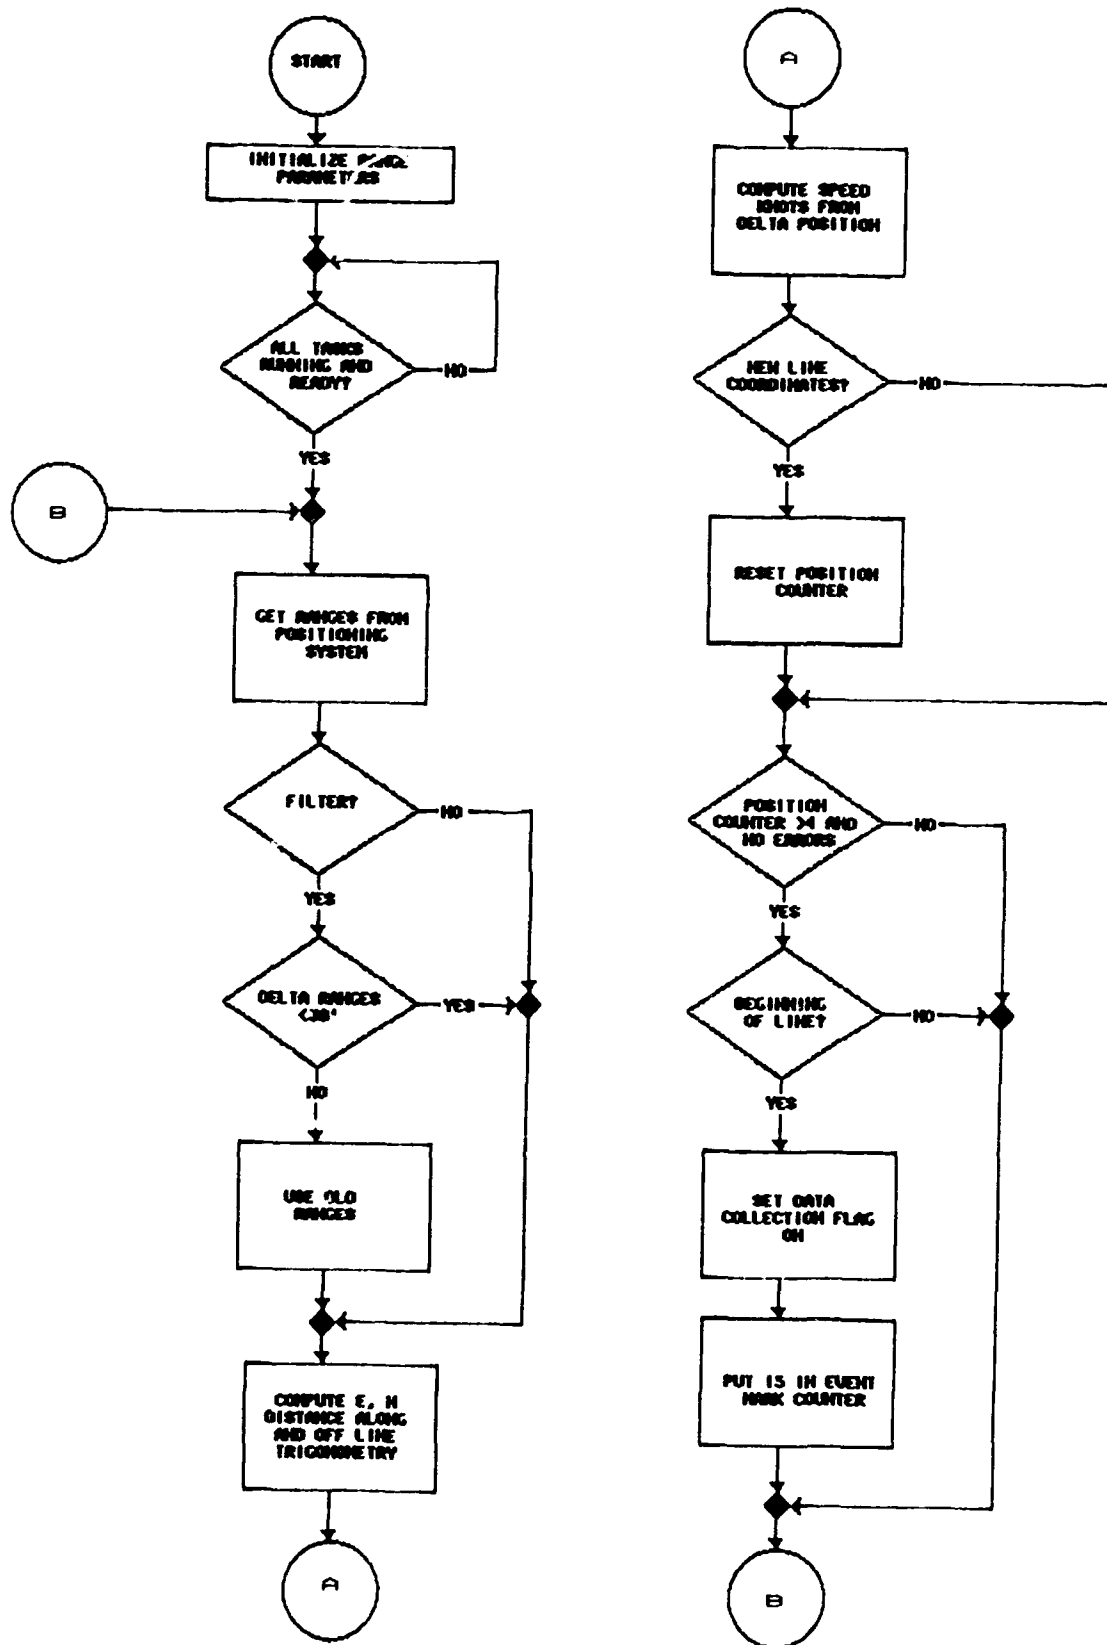 START
INITIALIZE RANGE
PARAMETERS
ALL TANKS
RUNNING AND
READY?
NO
YES
B
GET RANGES FROM
POSITIONING
SYSTEM
FILTER?
NO
YES
DELTA RANGES
YES
NO
USE OLD
RANGES
COMPUTE E, N
DISTANCE ALONG
AND OFF LINE
TRIGONOMETRY
A
A
COMPUTE SPEED
KNOTS FROM
DELTA POSITION
NEW LINE
COORDINATES?
NO
YES
RESET POSITION
COUNTER
POSITION
COUNTER >4 AND
NO ERRORS
NO
YES
BEGINNING
OF LINE?
NO
YES
SET DATA
COLLECTION FLAG
ON
PUT 15 IN EVENT
MARK COUNTER
B